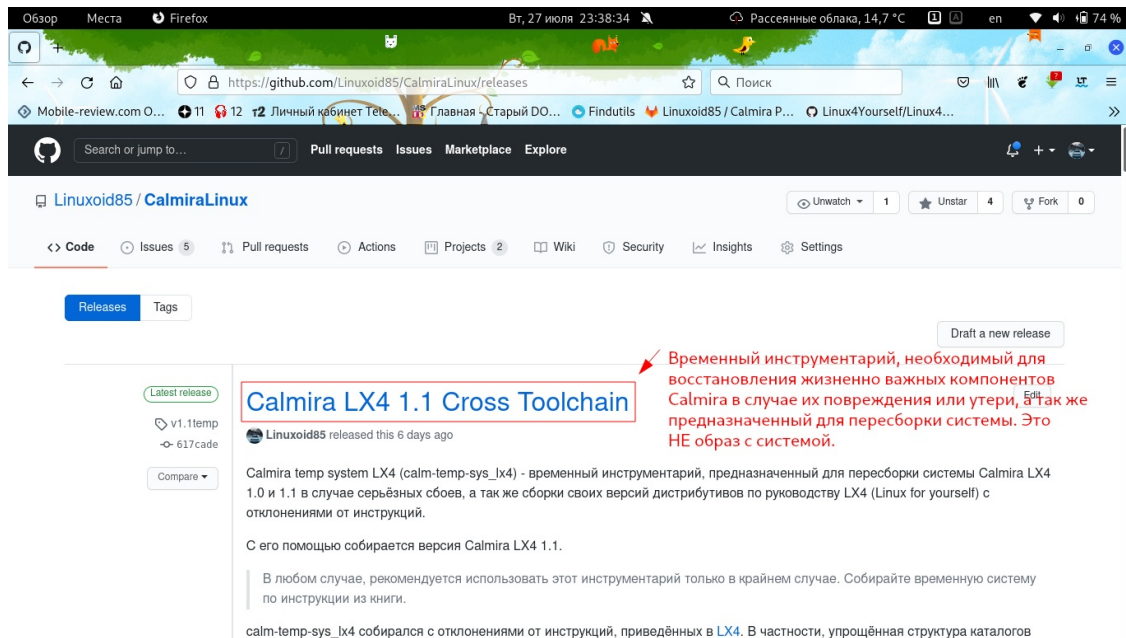 Обзор Места Firefox Вт, 27 июля 23:38:34 Рассеянные облака, 14,7 °C 1 A en 74 %
https://github.com/Linuxoid85/CalmiraLinux/releases Поиск
Mobile-review.com О... 11 12 т2 Личный кабинет Tele... Главная - Старый DO... Findutils Linuxoid85 / Calmira P... Linux4Yourself/Linux4...
Search or jump to... / Pull requests Issues Marketplace Explore
Linuxoid85 / CalmiraLinux Unwatch 1 Unstar 4 Fork 0
Code Issues 5 Pull requests Actions Projects 2 Wiki Security Insights Settings
Releases Tags
Draft a new release
Временный инструментарий, необходимый для
восстановления жизненно важных компонентов
Calmira в случае их повреждения или утери, а так же
предназначенный для пересборки системы. Это
НЕ образ с системой.
Edit
Latest release
v1.1temp
617cade
Compare
Calmira LX4 1.1 Cross Toolchain
Linuxoid85 released this 6 days ago
Calmira temp system LX4 (calm-temp-sys_lx4) - временный инструментарий, предназначенный для пересборки системы Calmira LX4
1.0 и 1.1 в случае серьёзных сбоев, а так же сборки своих версий дистрибутивов по руководству LX4 (Linux for yourself) с
отклонениями от инструкций.
С его помощью собирается версия Calmira LX4 1.1.
В любом случае, рекомендуется использовать этот инструментарий только в крайнем случае. Собирайте временную систему
по инструкции из книги.
calm-temp-sys_lx4 собирался с отклонениями от инструкций, приведённых в LX4. В частности, упрощённая структура каталогов